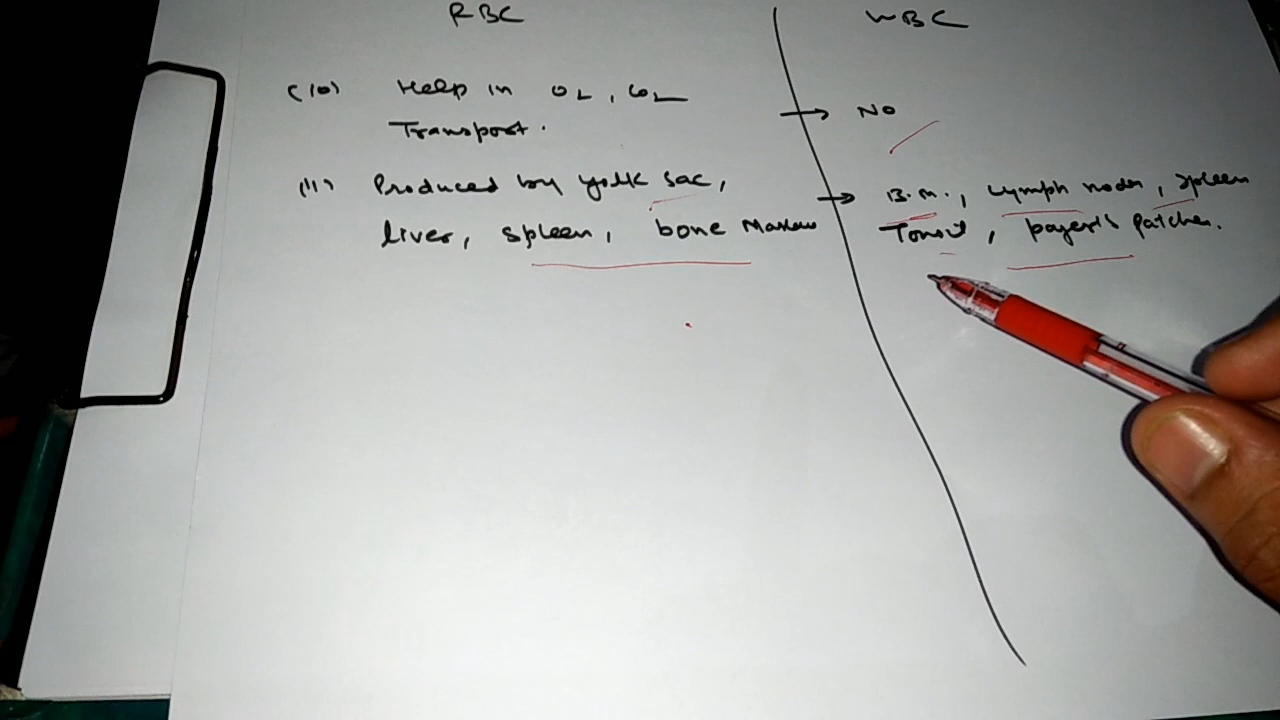 RBC
WBC
(10) Help in O2, CO2
Transport.
→ No
(11) Produced by yolk sac,
liver, spleen, bone Marrow
→ B.M., Lymph node, spleen
Tonsil, payer's patches.